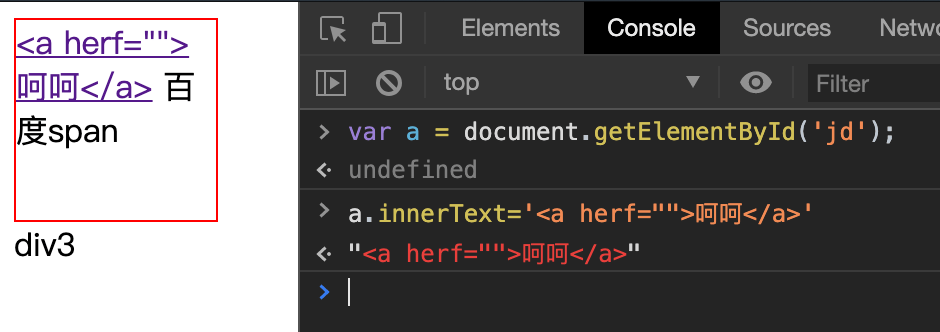 <a herf="">
呵呵</a> 百
度span
div3
Elements Console Sources Netwo
top Filter
var a = document.getElementById('jd');
undefined
a.innerText='<a herf="">呵呵</a>'
"<a herf="">呵呵</a>"